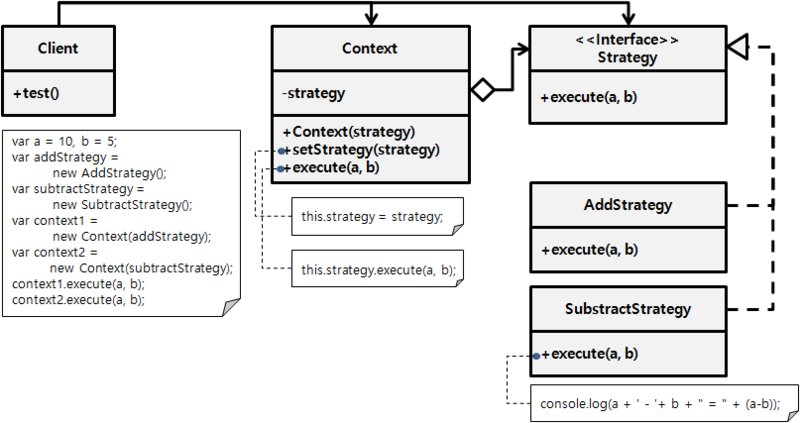 Client
+test()
var a = 10, b = 5;
var addStrategy =
new AddStrategy();
var subtractStrategy =
new SubtractStrategy();
var context1 =
new Context(addStrategy);
var context2 =
new Context(subtractStrategy);
context1.execute(a, b);
context2.execute(a, b);
Context
-strategy
+Context(strategy)
+setStrategy(strategy)
+execute(a, b)
this.strategy = strategy;
this.strategy.execute(a, b);
<<Interface>>
Strategy
+execute(a, b)
AddStrategy
+execute(a, b)
SubstractStrategy
+execute(a, b)
console.log(a + ' - '+ b + " = " + (a-b));